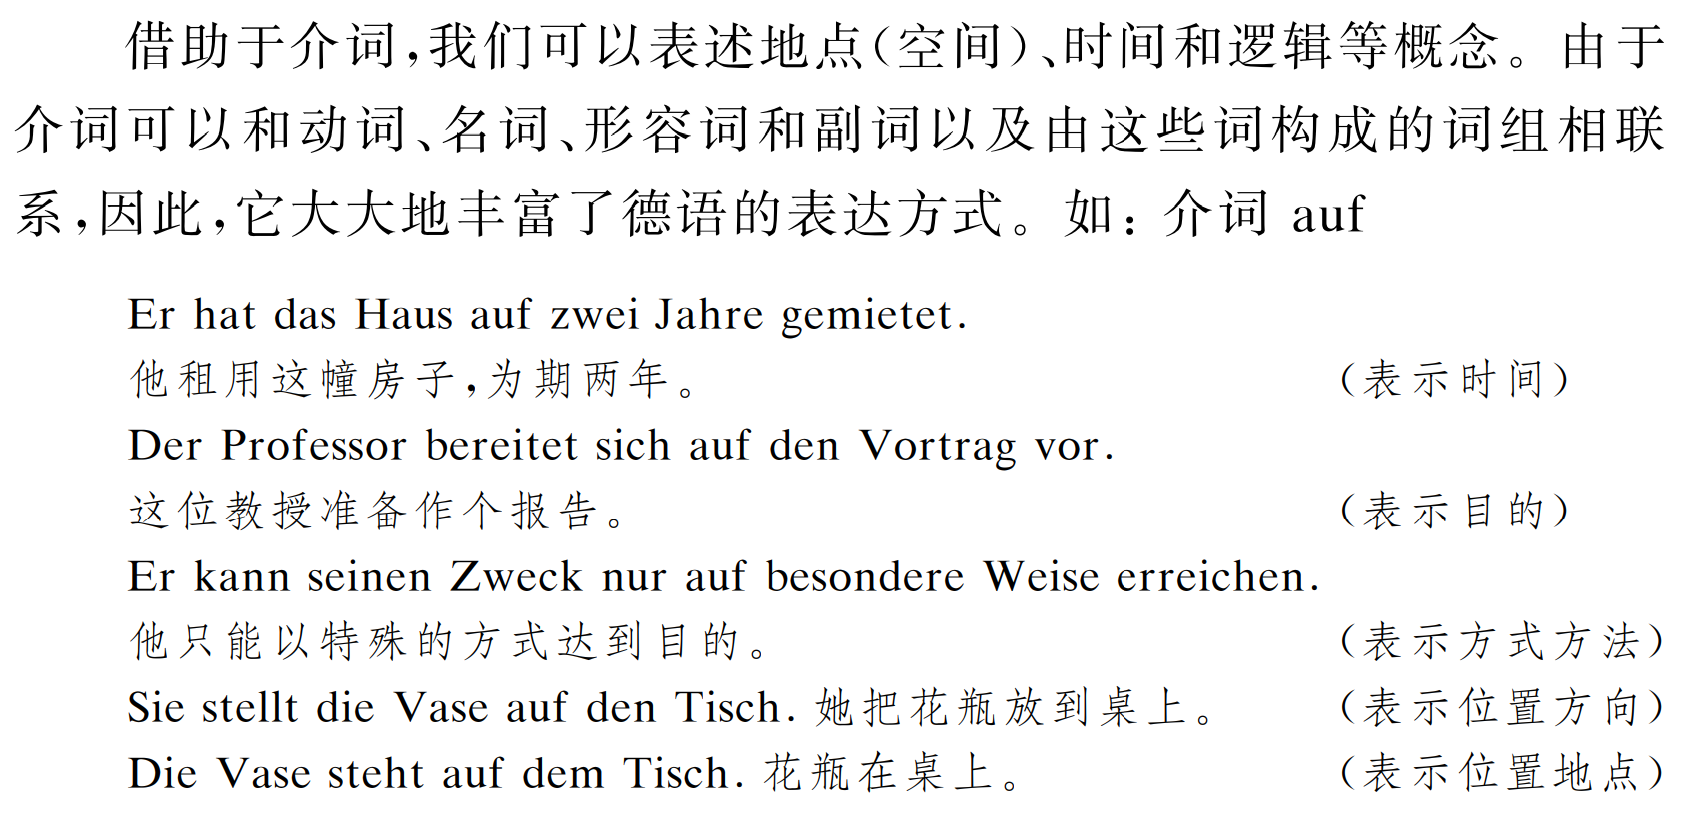 借助于介词,我们可以表述地点(空间)、时间和逻辑等概念。由于
介词可以和动词、名词、形容词和副词以及由这些词构成的词组相联
系,因此,它大大地丰富了德语的表达方式。如：介词 auf
Er hat das Haus auf zwei Jahre gemietet.
他租用这幢房子,为期两年。 (表示时间)
Der Professor bereitet sich auf den Vortrag vor.
这位教授准备作个报告。 (表示目的)
Er kann seinen Zweck nur auf besondere Weise erreichen.
他只能以特殊的方式达到目的。 (表示方式方法)
Sie stellt die Vase auf den Tisch. 她把花瓶放到桌上。 (表示位置方向)
Die Vase steht auf dem Tisch. 花瓶在桌上。 (表示位置地点)